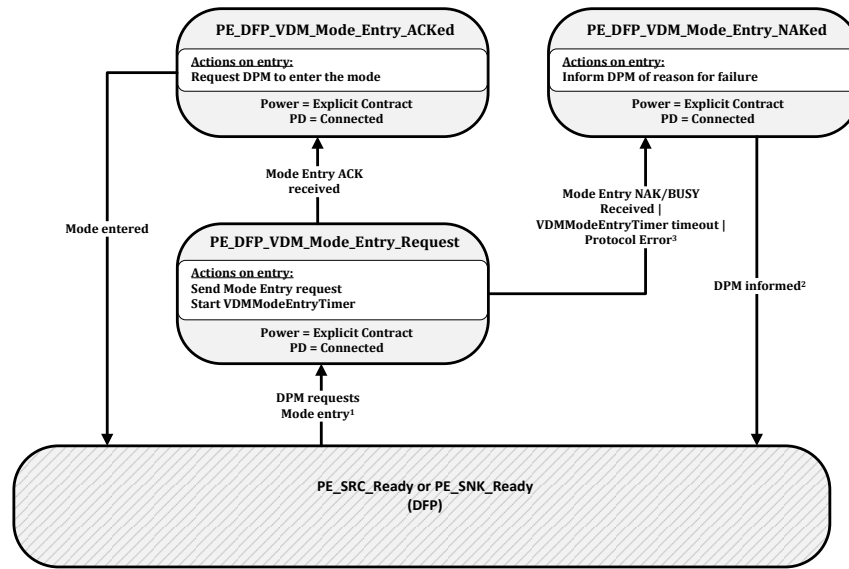 PE_DFP_VDM_Mode_Entry_ACKed
Actions on entry:
Request DPM to enter the mode
Power = Explicit Contract
PD = Connected
PE_DFP_VDM_Mode_Entry_NAKed
Actions on entry:
Inform DPM of reason for failure
Power = Explicit Contract
PD = Connected
Mode Entry ACK
received
Mode Entry NAK/BUSY
Received |
VDMModeEntryTimer timeout |
Protocol Error³
Mode entered
DPM informed²
PE_DFP_VDM_Mode_Entry_Request
Actions on entry:
Send Mode Entry request
Start VDMModeEntryTimer
Power = Explicit Contract
PD = Connected
DPM requests
Mode entry¹
PE_SRC_Ready or PE_SNK_Ready
(DFP)